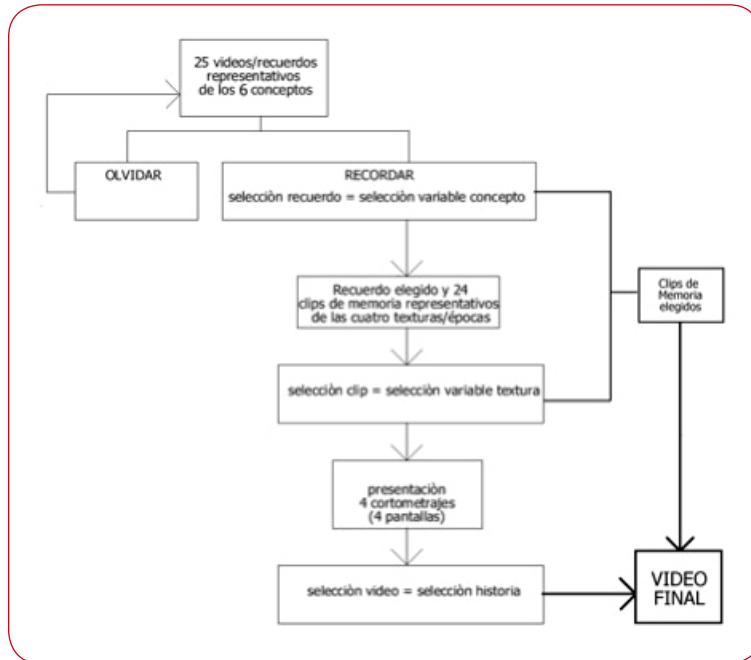 25 videos/recuerdos
representativos
de los 6 conceptos
OLVIDAR
RECORDAR
selecciòn recuerdo = selecciòn variable concepto
Recuerdo elegido y 24
clips de memoria representativos
de las cuatro texturas/épocas
Clips de
Memoria
elegidos
selecciòn clip = selecciòn variable textura
presentaciòn
4 cortometrajes
(4 pantallas)
selecciòn video = selecciòn historia
VIDEO
FINAL